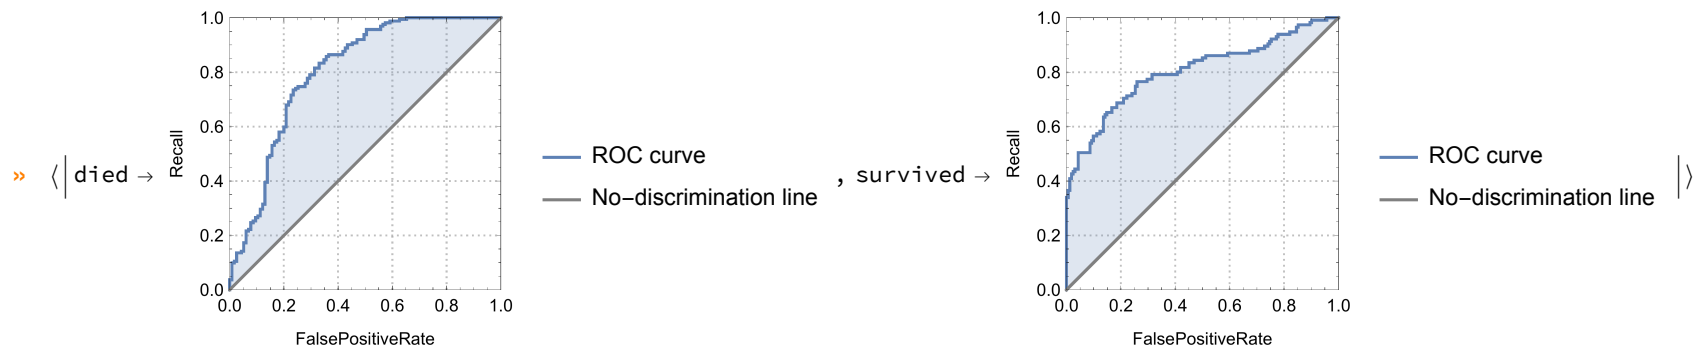 » ⟨| died →
1.0
0.8
0.6
0.4
0.2
0.0
Recall
0.0 0.2 0.4 0.6 0.8 1.0
FalsePositiveRate
ROC curve
No−discrimination line
, survived →
1.0
0.8
0.6
0.4
0.2
0.0
Recall
0.0 0.2 0.4 0.6 0.8 1.0
FalsePositiveRate
ROC curve
No−discrimination line
|⟩